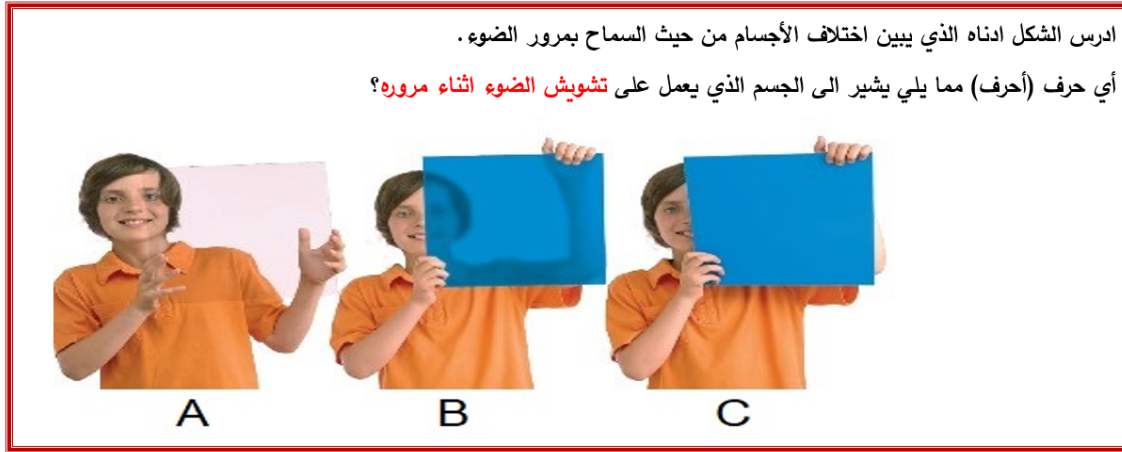 ادرس الشكل ادناه الذي يبين اختلاف الأجسام من حيث السماح بمرور الضوء.
أي حرف (أحرف) مما يلي يشير الى الجسم الذي يعمل على تشويش الضوء اثناء مروره؟
A B C